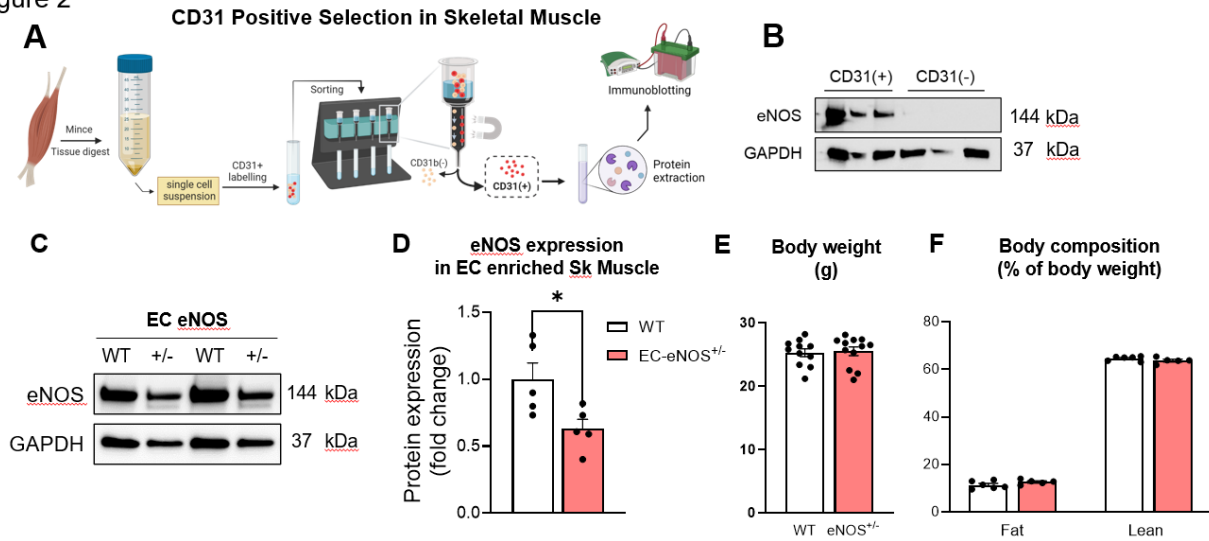 gure 2
CD31 Positive Selection in Skeletal Muscle
A
Mince
Tissue digest
single cell
suspension
CD31+
labelling
Sorting
CD31b(-)
CD31(+)
Protein
extraction
Immunoblotting
B
CD31(+) CD31(-)
eNOS 144 kDa
GAPDH 37 kDa
C
EC eNOS
WT +/- WT +/-
eNOS 144 kDa
GAPDH 37 kDa
D
eNOS expression
in EC enriched Sk Muscle
Protein expression
(fold change)
1.5
1.0
0.5
0.0
*
WT
EC-eNOS+/-
E
Body weight
(g)
30
20
10
0
WT eNOS+/-
F
Body composition
(% of body weight)
80
60
40
20
0
Fat Lean